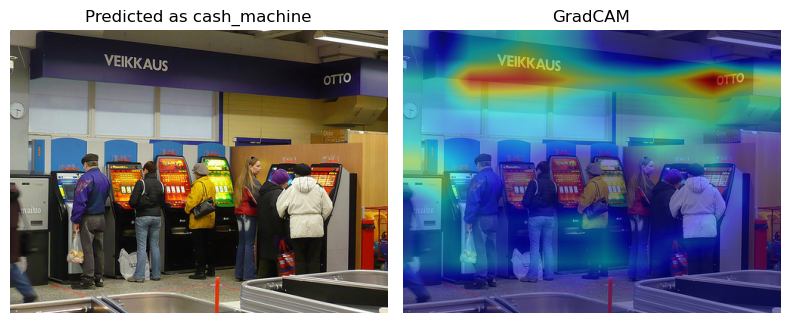 Predicted as cash_machine
GradCAM
VEIKKAUS
OTTO
VEIKKAUS
OTTO